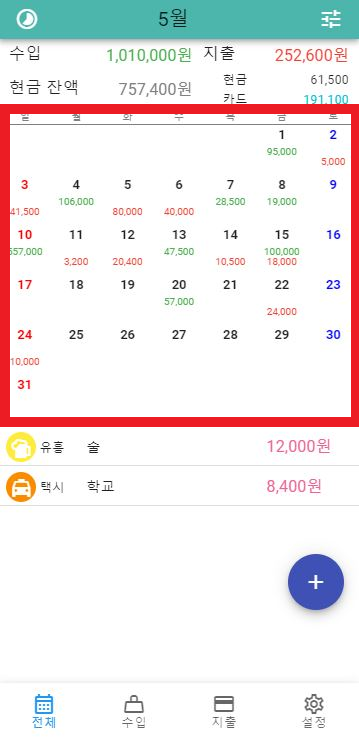 5월
수입 1,010,000원 지출 252,600원
현금 잔액 757,400원 현금 61,500
카드 191,100
일 월 화 수 목 금 토
1 2
95,000
5,000
3 4 5 6 7 8 9
106,000 28,500 19,000
41,500 80,000 40,000
10 11 12 13 14 15 16
557,000 47,500 100,000
3,200 20,400 10,500 18,000
17 18 19 20 21 22 23
57,000
24,000
24 25 26 27 28 29 30
10,000
31
유흥 술 12,000원
택시 학교 8,400원
+
전체 수입 지출 설정